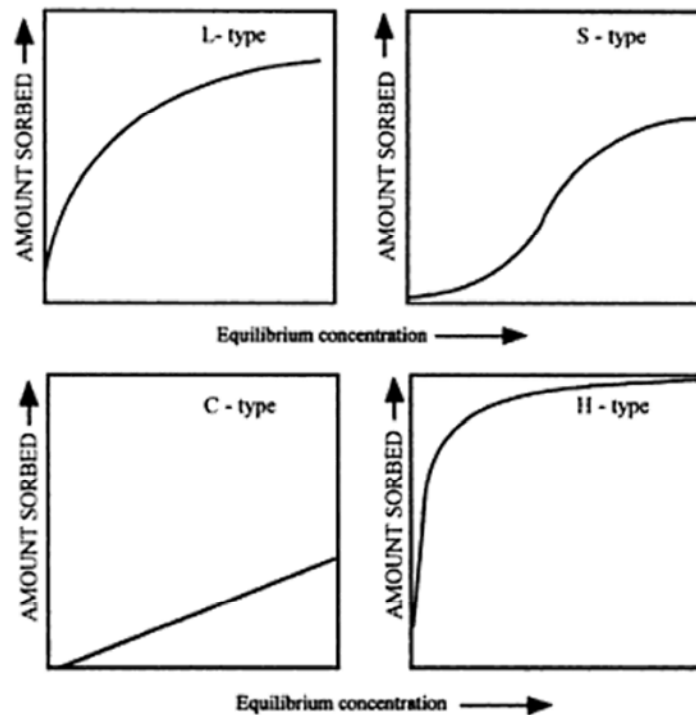 L- type
AMOUNT SORBED
S - type
AMOUNT SORBED
Equilibrium concentration
C - type
AMOUNT SORBED
H - type
AMOUNT SORBED
Equilibrium concentration